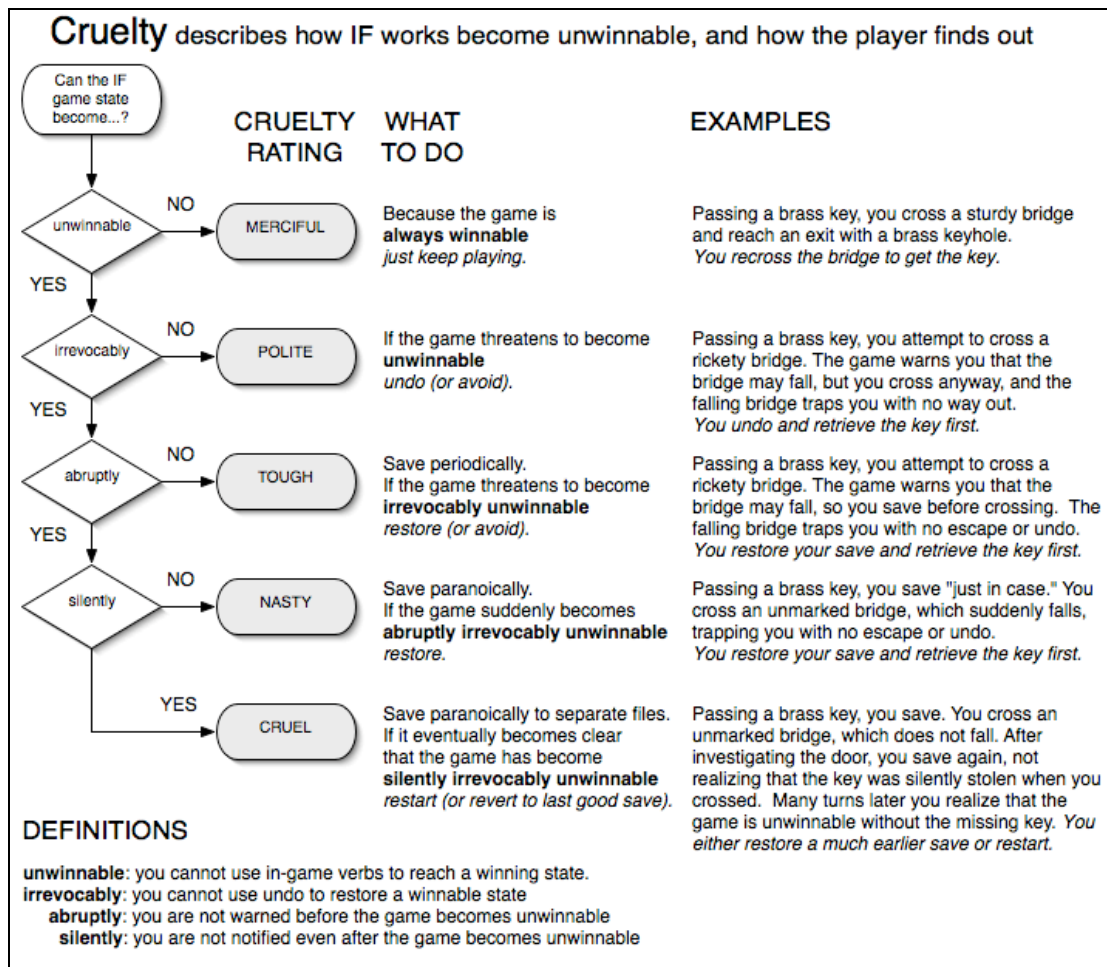 Cruelty describes how IF works become unwinnable, and how the player finds out
Can the IF
game state
become...?
CRUELTY
RATING
WHAT
TO DO
EXAMPLES
unwinnable
NO
MERCIFUL
Because the game is
always winnable
just keep playing.
Passing a brass key, you cross a sturdy bridge
and reach an exit with a brass keyhole.
You recross the bridge to get the key.
YES
irrevocably
NO
POLITE
If the game threatens to become
unwinnable
undo (or avoid).
Passing a brass key, you attempt to cross a
rickety bridge. The game warns you that the
bridge may fall, but you cross anyway, and the
falling bridge traps you with no way out.
You undo and retrieve the key first.
YES
abruptly
NO
TOUGH
Save periodically.
If the game threatens to become
irrevocably unwinnable
restore (or avoid).
Passing a brass key, you attempt to cross a
rickety bridge. The game warns you that the
bridge may fall, so you save before crossing. The
falling bridge traps you with no escape or undo.
You restore your save and retrieve the key first.
YES
silently
NO
NASTY
Save paranoically.
If the game suddenly becomes
abruptly irrevocably unwinnable
restore.
Passing a brass key, you save "just in case." You
cross an unmarked bridge, which suddenly falls,
trapping you with no escape or undo.
You restore your save and retrieve the key first.
YES
CRUEL
Save paranoically to separate files.
If it eventually becomes clear
that the game has become
silently irrevocably unwinnable
restart (or revert to last good save).
Passing a brass key, you save. You cross an
unmarked bridge, which does not fall. After
investigating the door, you save again, not
realizing that the key was silently stolen when you
crossed. Many turns later you realize that the
game is unwinnable without the missing key. You
either restore a much earlier save or restart.
DEFINITIONS
unwinnable: you cannot use in-game verbs to reach a winning state.
irrevocably: you cannot use undo to restore a winnable state
abruptly: you are not warned before the game becomes unwinnable
silently: you are not notified even after the game becomes unwinnable